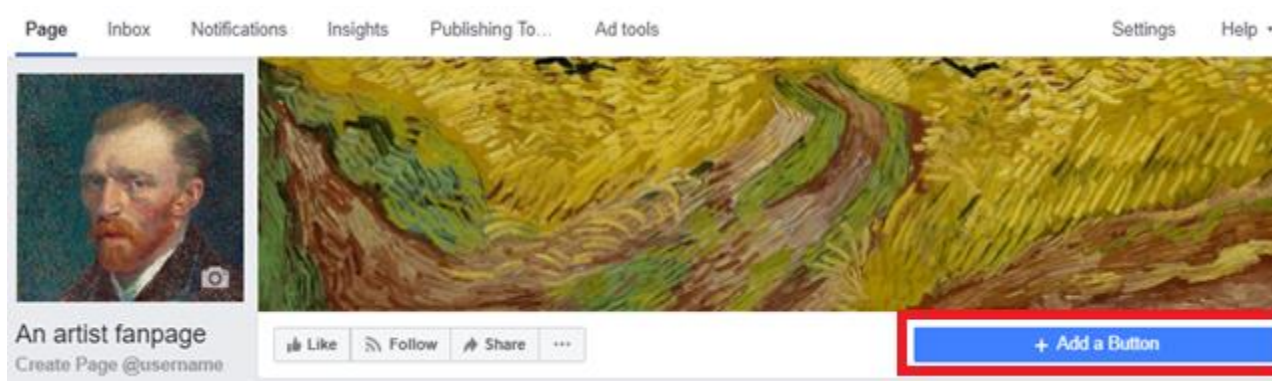 Page Inbox Notifications Insights Publishing To... Ad tools Settings Help
An artist fanpage
Create Page @username
Like Follow Share ...
+ Add a Button